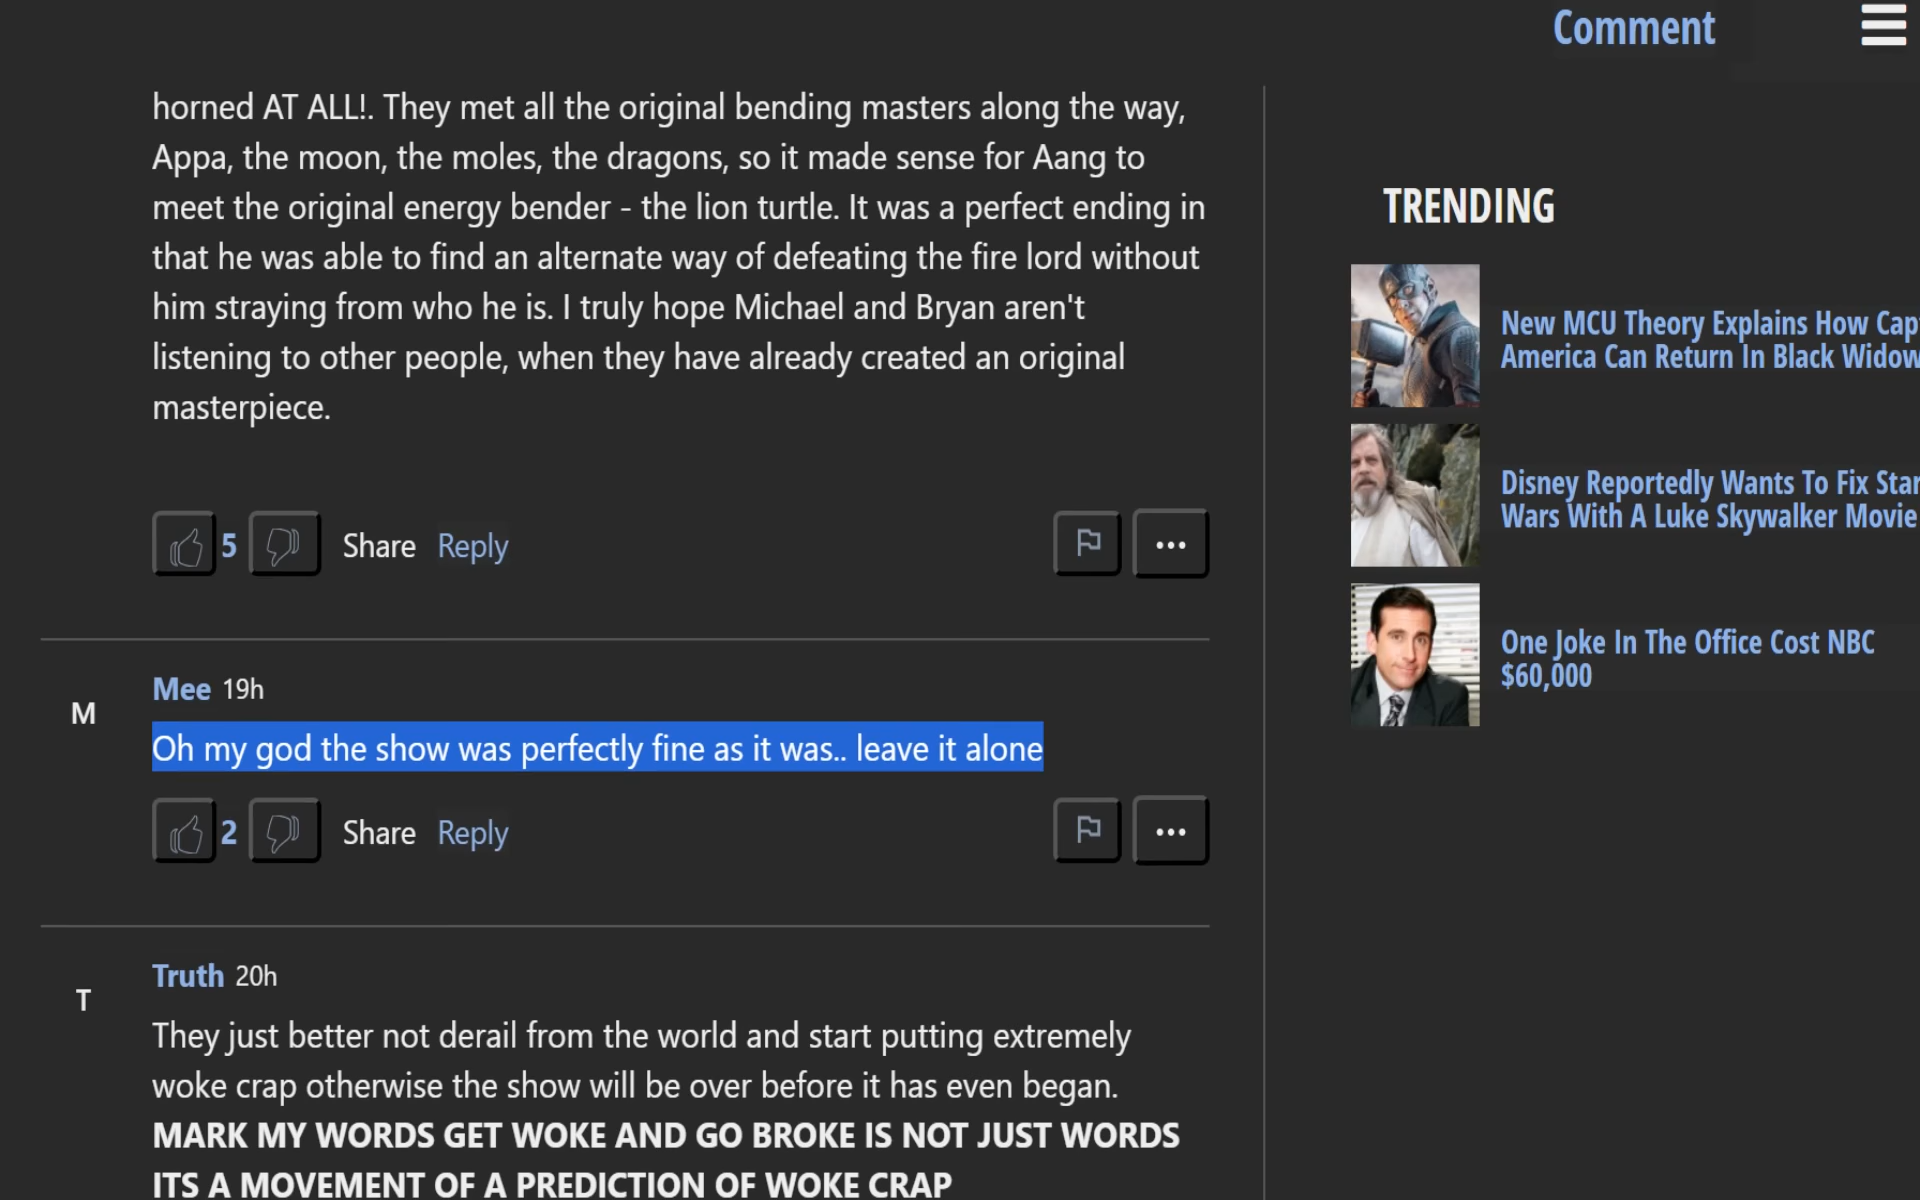 Comment
horned AT ALL!. They met all the original bending masters along the way,
Appa, the moon, the moles, the dragons, so it made sense for Aang to
meet the original energy bender - the lion turtle. It was a perfect ending in
that he was able to find an alternate way of defeating the fire lord without
him straying from who he is. I truly hope Michael and Bryan aren't
listening to other people, when they have already created an original
masterpiece.
5 Share Reply
M
Mee 19h
Oh my god the show was perfectly fine as it was.. leave it alone
2 Share Reply
T
Truth 20h
They just better not derail from the world and start putting extremely
woke crap otherwise the show will be over before it has even began.
MARK MY WORDS GET WOKE AND GO BROKE IS NOT JUST WORDS
ITS A MOVEMENT OF A PREDICTION OF WOKE CRAP
TRENDING
New MCU Theory Explains How Cap
America Can Return In Black Widow
Disney Reportedly Wants To Fix Star
Wars With A Luke Skywalker Movie
One Joke In The Office Cost NBC
$60,000